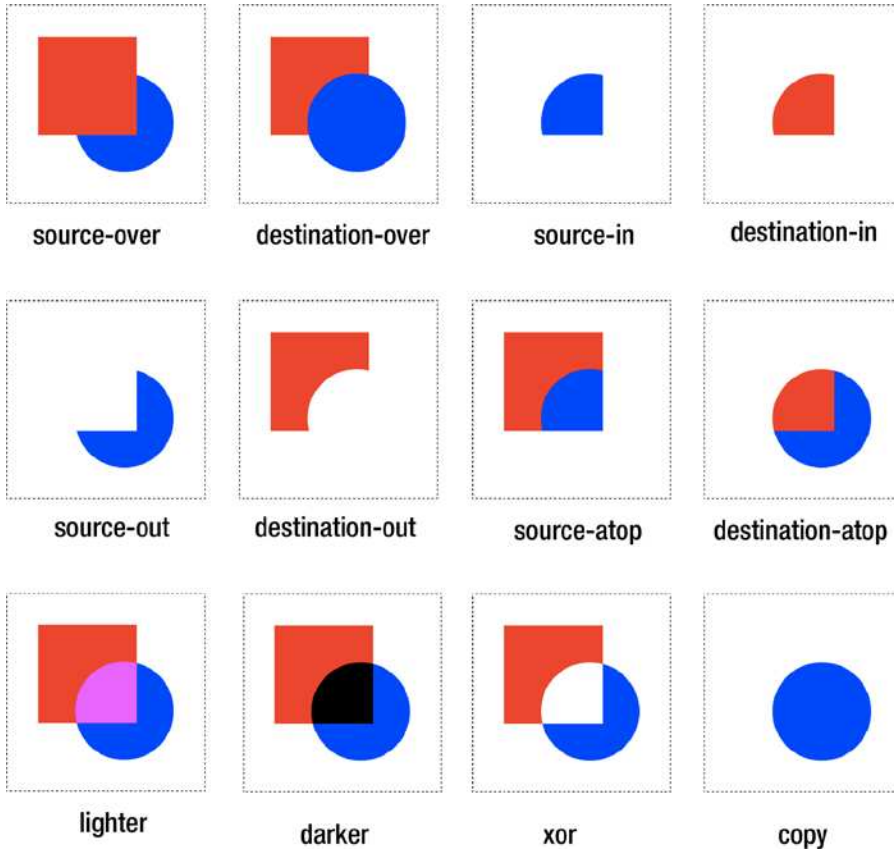 source-over
destination-over
source-in
destination-in
source-out
destination-out
source-atop
destination-atop
lighter
darker
xor
copy